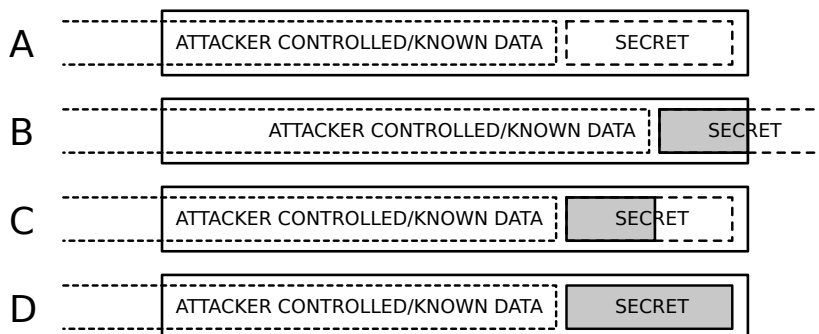 A ATTACKER CONTROLLED/KNOWN DATA SECRET
B ATTACKER CONTROLLED/KNOWN DATA SECRET
C ATTACKER CONTROLLED/KNOWN DATA SECRET
D ATTACKER CONTROLLED/KNOWN DATA SECRET